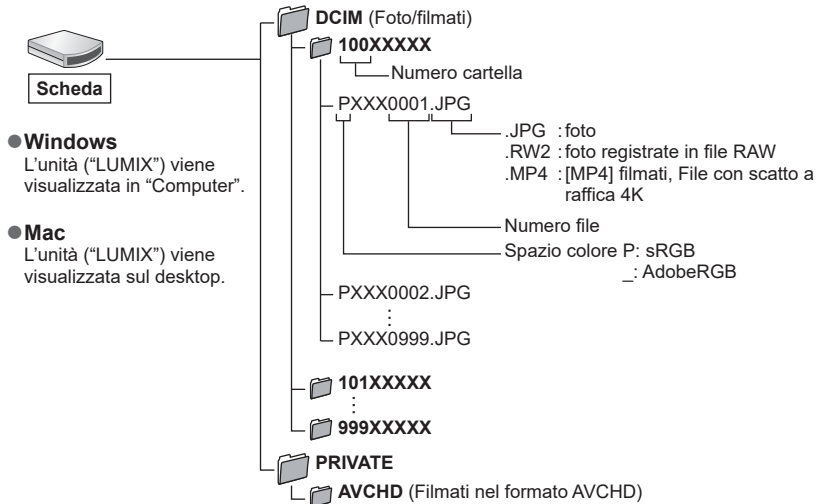 DCIM (Foto/filmati)
100XXXXX
Numero cartella
Scheda
PXXX0001.JPG
●Windows
L'unità ("LUMIX") viene
visualizzata in "Computer".
●Mac
L'unità ("LUMIX") viene
visualizzata sul desktop.
.JPG : foto
.RW2 : foto registrate in file RAW
.MP4 : [MP4] filmati, File con scatto a
raffica 4K
Numero file
Spazio colore P: sRGB
_: AdobeRGB
PXXX0002.JPG
⋮
PXXX0999.JPG
101XXXXX
⋮
999XXXXX
PRIVATE
AVCHD (Filmati nel formato AVCHD)